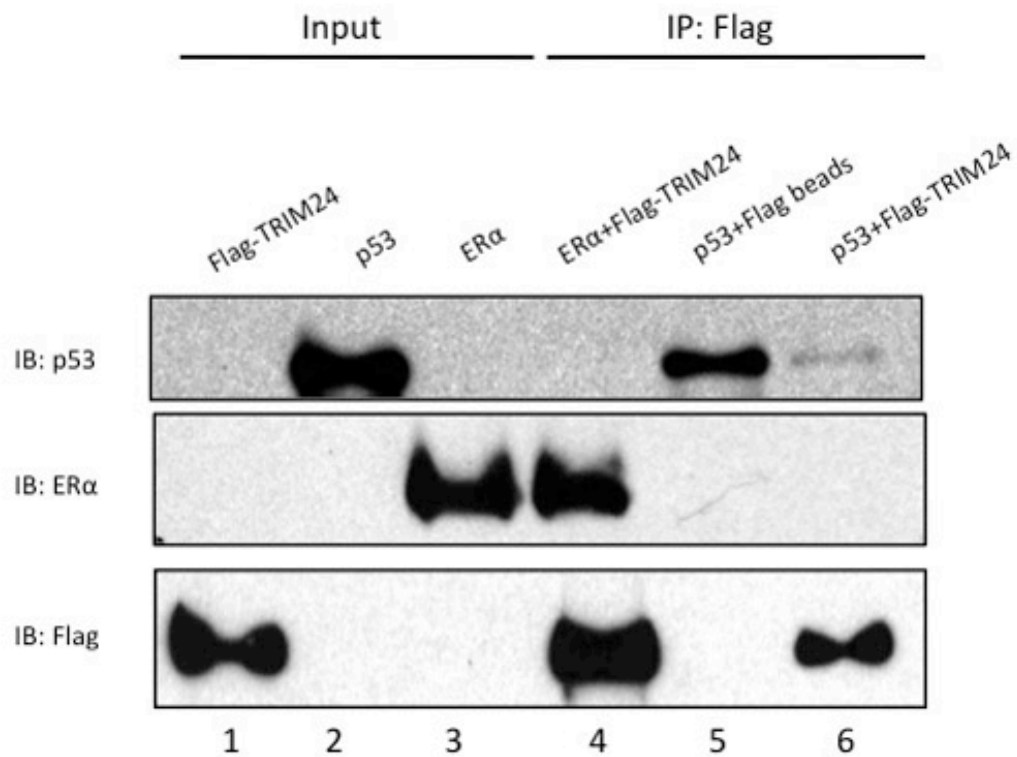 Input IP: Flag
Flag-TRIM24 p53 ERα ERα+Flag-TRIM24 p53+Flag beads p53+Flag-TRIM24
IB: p53
IB: ERα
IB: Flag
1 2 3 4 5 6